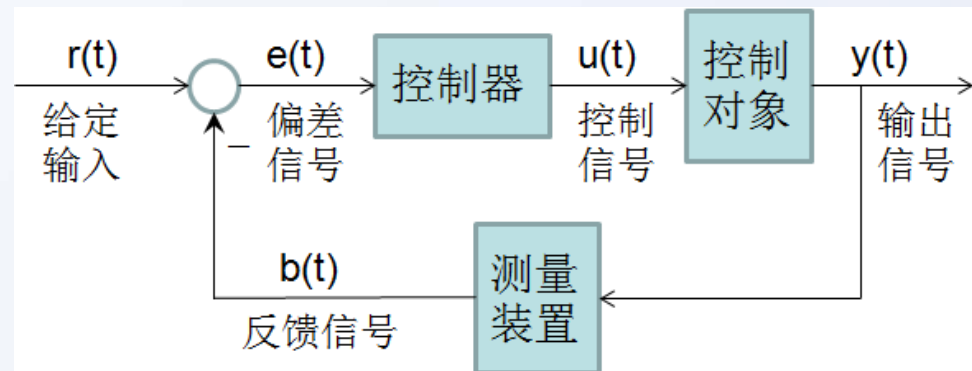 r(t)
给定
输入
e(t)
偏差
信号
控制器
u(t)
控制
信号
控制
对象
y(t)
输出
信号
−
b(t)
反馈信号
测量
装置